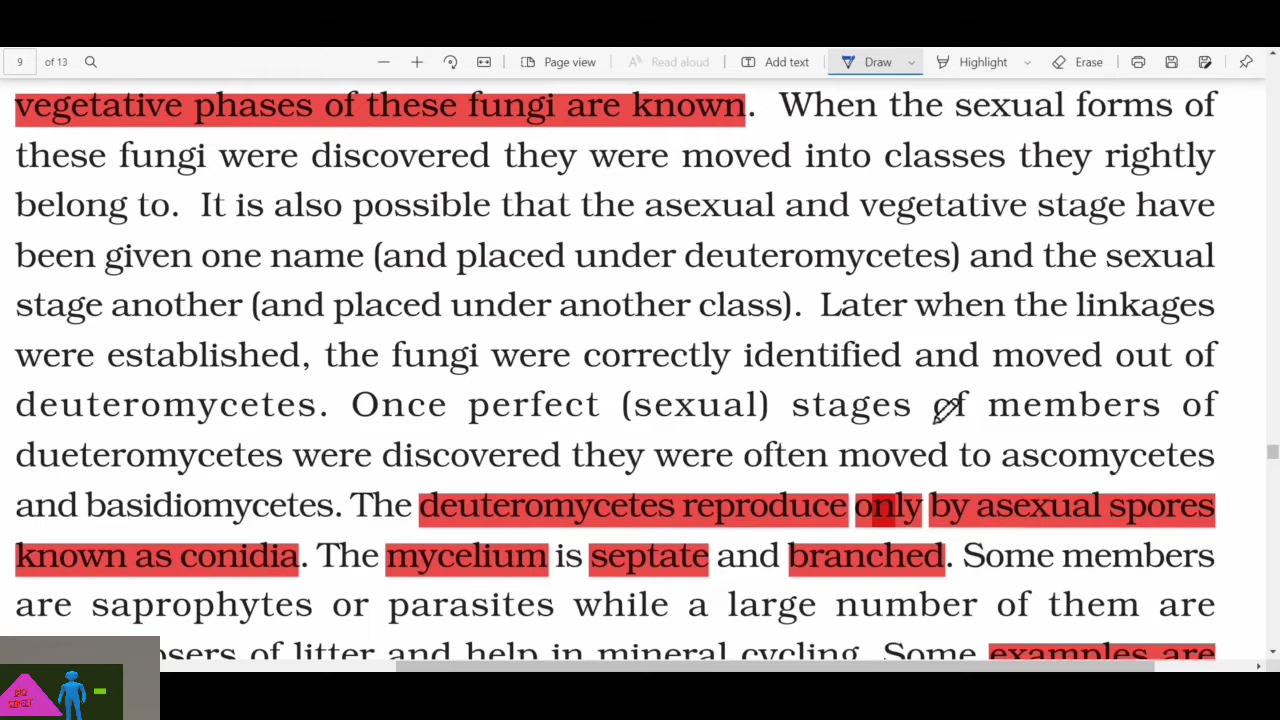 9 of 13 Page view Read aloud Add text Draw Highlight Erase
vegetative phases of these fungi are known. When the sexual forms of
these fungi were discovered they were moved into classes they rightly
belong to. It is also possible that the asexual and vegetative stage have
been given one name (and placed under deuteromycetes) and the sexual
stage another (and placed under another class). Later when the linkages
were established, the fungi were correctly identified and moved out of
deuteromycetes. Once perfect (sexual) stages of members of
dueteromycetes were discovered they were often moved to ascomycetes
and basidiomycetes. The deuteromycetes reproduce only by asexual spores
known as conidia. The mycelium is septate and branched. Some members
are saprophytes or parasites while a large number of them are
of litter and help in mineral cycling. Some examples are